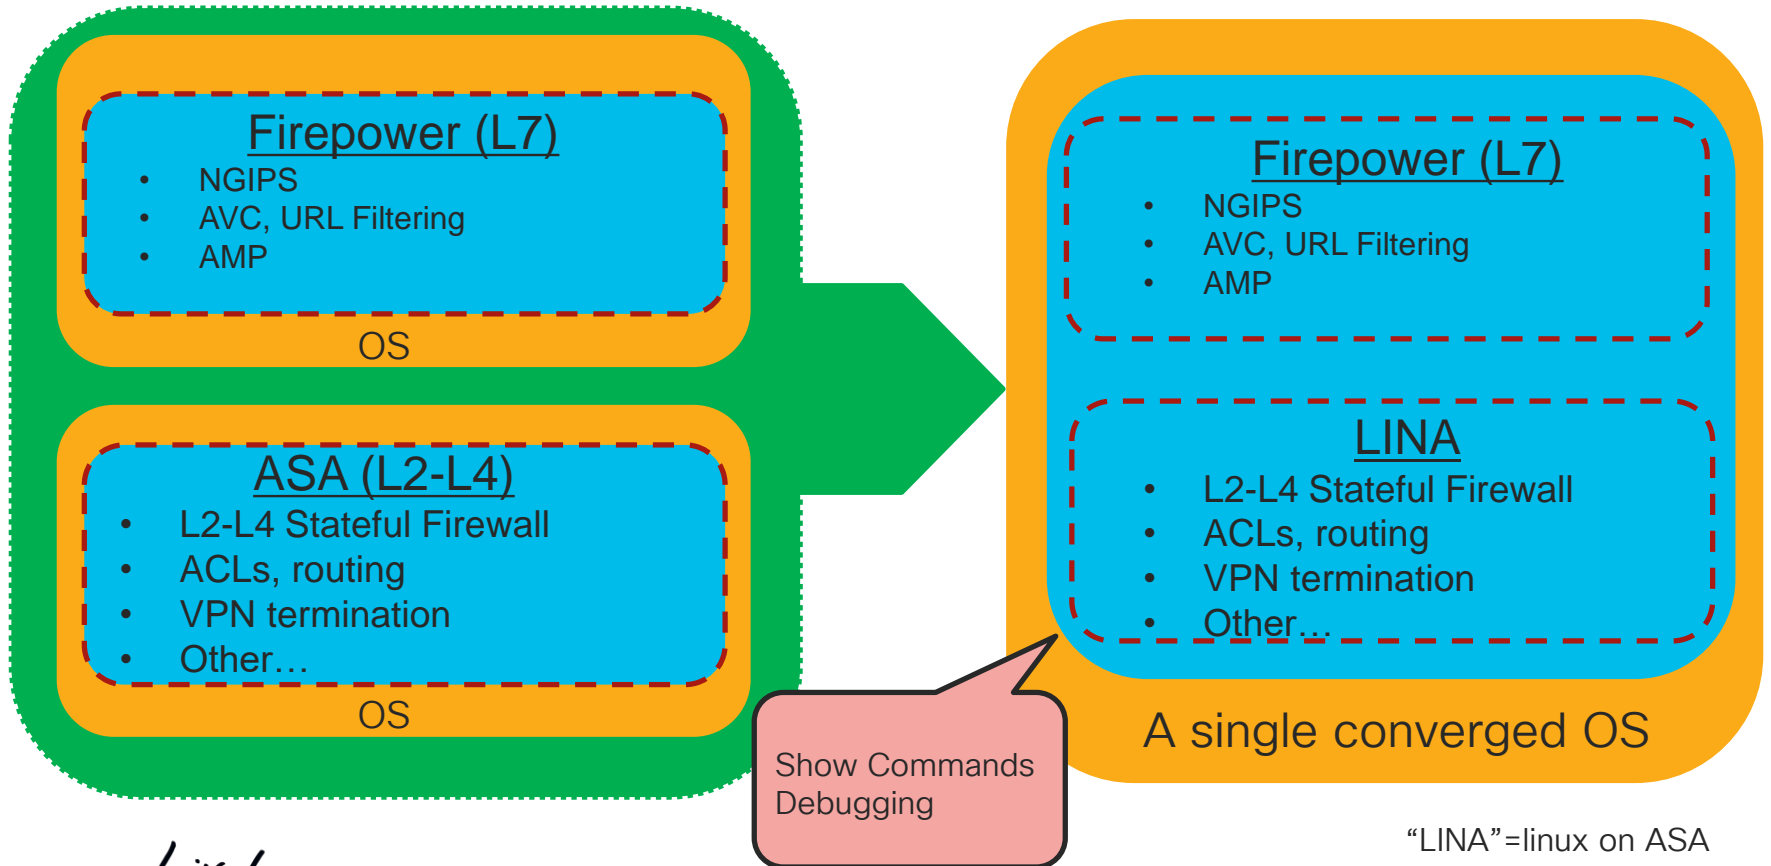 Firepower (L7)
• NGIPS
• AVC, URL Filtering
• AMP
OS
ASA (L2-L4)
• L2-L4 Stateful Firewall
• ACLs, routing
• VPN termination
• Other…
OS
Firepower (L7)
• NGIPS
• AVC, URL Filtering
• AMP
LINA
• L2-L4 Stateful Firewall
• ACLs, routing
• VPN termination
• Other…
A single converged OS
Show Commands
Debugging
“LINA”=linux on ASA